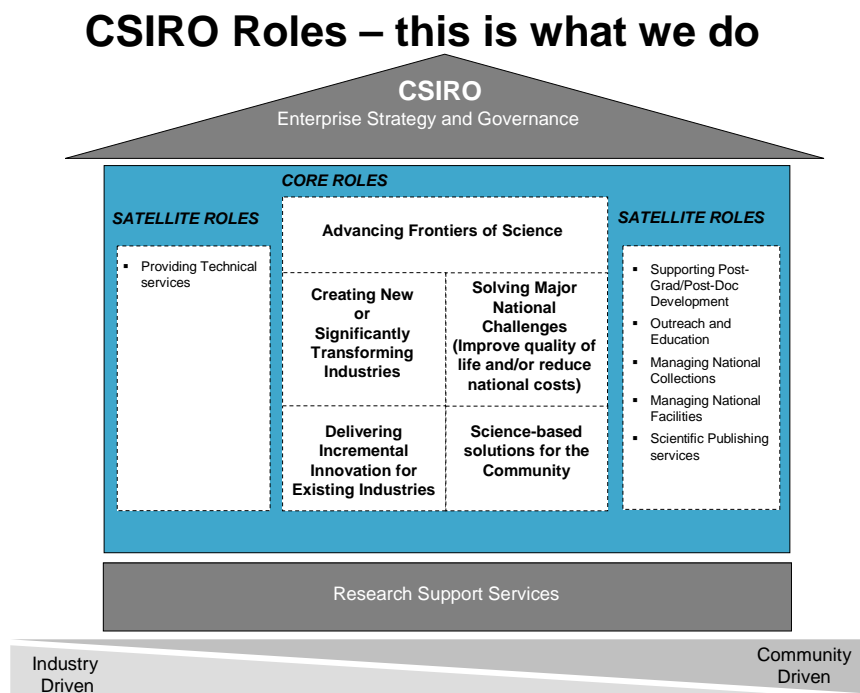 CSIRO Roles – this is what we do
CSIRO
Enterprise Strategy and Governance
CORE ROLES
SATELLITE ROLES
▪ Providing Technical
services
Advancing Frontiers of Science
Creating New
or
Significantly
Transforming
Industries
Solving Major
National
Challenges
(Improve quality of
life and/or reduce
national costs)
Delivering
Incremental
Innovation for
Existing Industries
Science-based
solutions for the
Community
SATELLITE ROLES
▪ Supporting Post-
Grad/Post-Doc
Development
▪ Outreach and
Education
▪ Managing National
Collections
▪ Managing National
Facilities
▪ Scientific Publishing
services
Research Support Services
Industry
Driven
Community
Driven